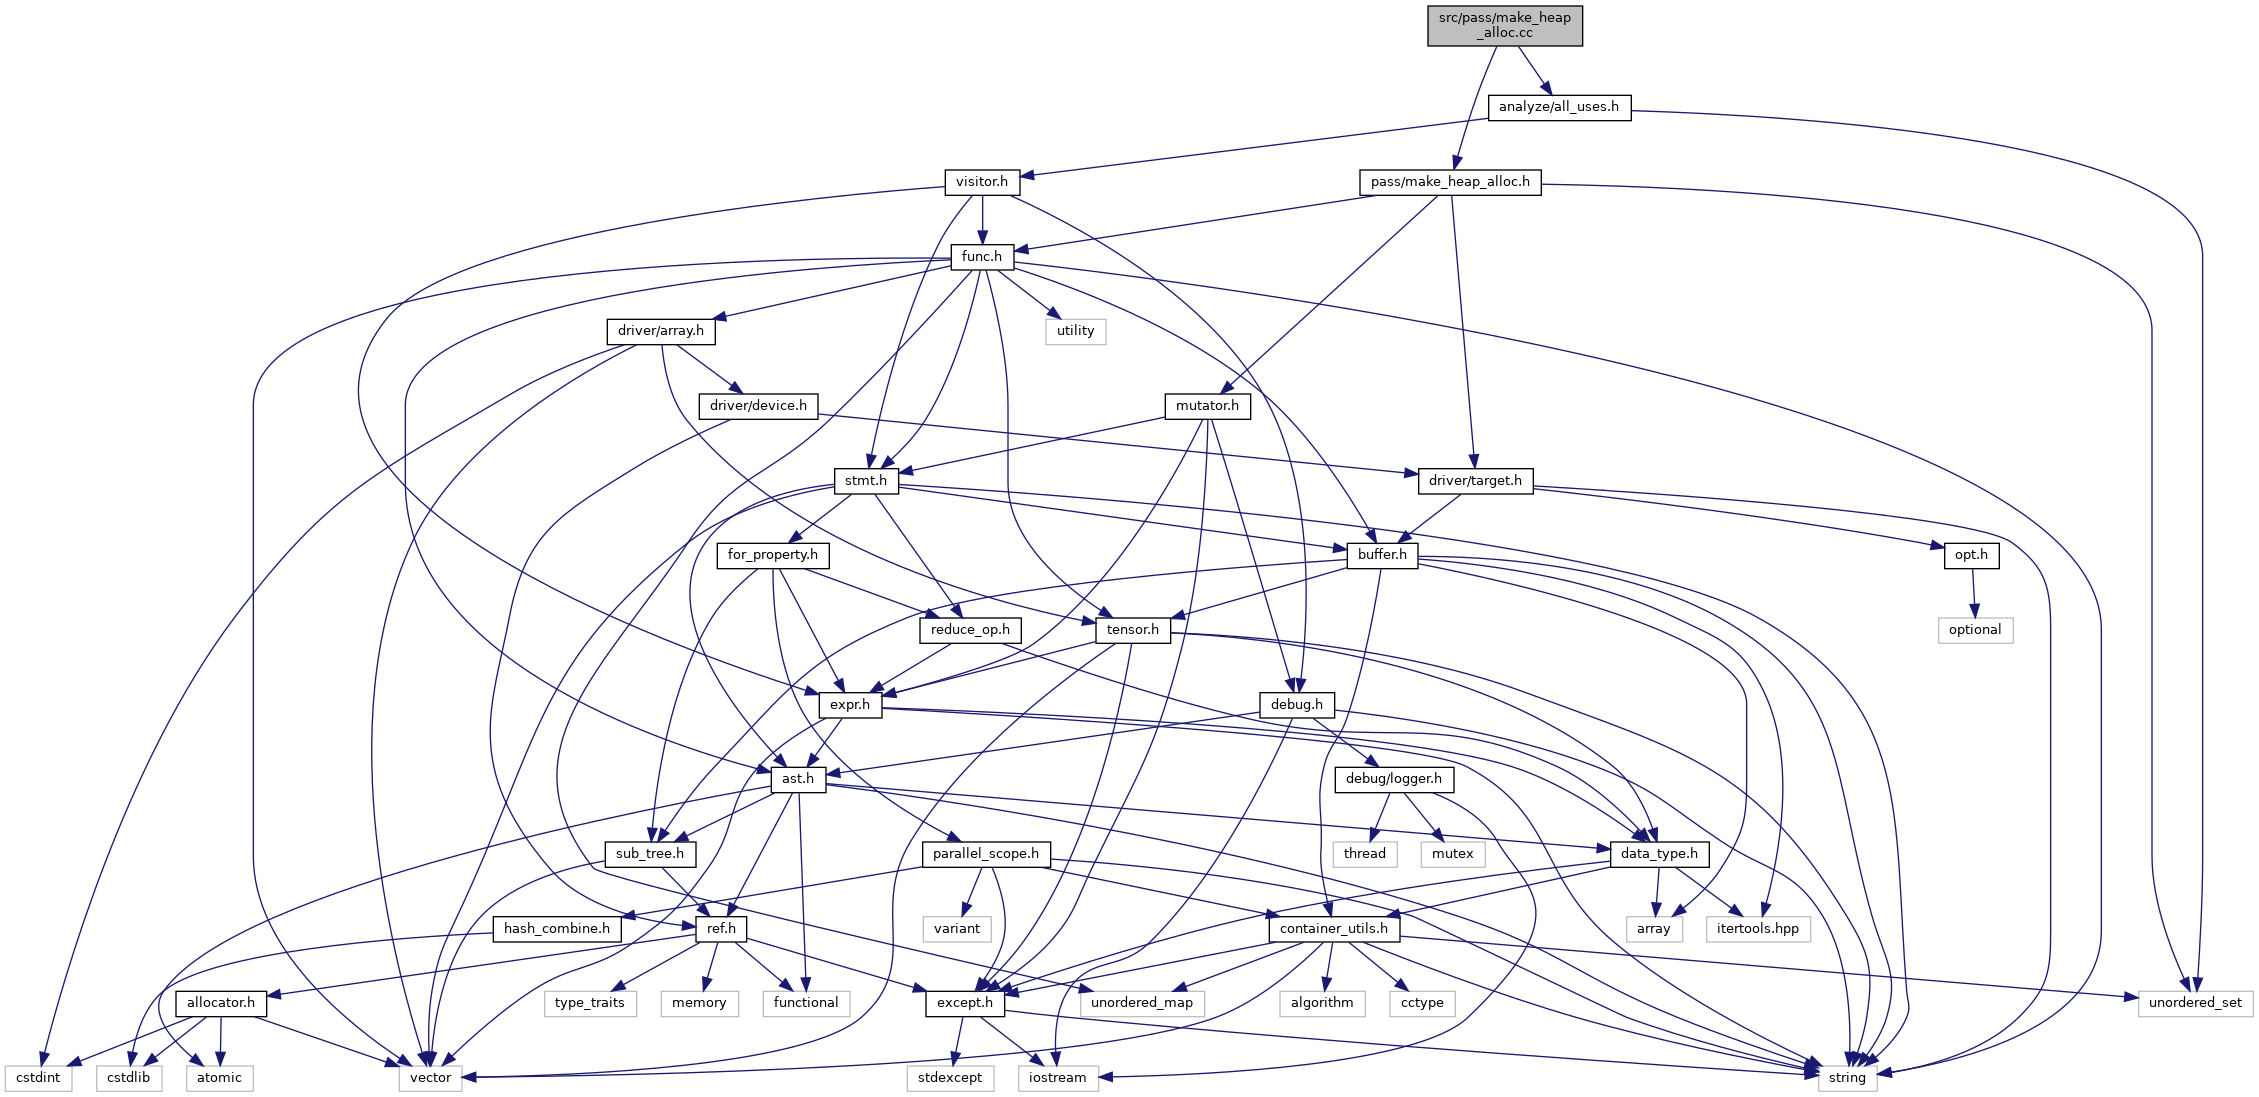 src/pass/make_heap
_alloc.cc
analyze/all_uses.h
visitor.h
pass/make_heap_alloc.h
func.h
driver/array.h
utility
driver/device.h
mutator.h
stmt.h
driver/target.h
for_property.h
buffer.h
opt.h
reduce_op.h
tensor.h
optional
expr.h
debug.h
ast.h
debug/logger.h
sub_tree.h
parallel_scope.h
thread
mutex
data_type.h
hash_combine.h
ref.h
variant
container_utils.h
array
itertools.hpp
allocator.h
type_traits
memory
functional
except.h
unordered_map
algorithm
cctype
unordered_set
cstdint
cstdlib
atomic
vector
stdexcept
iostream
string